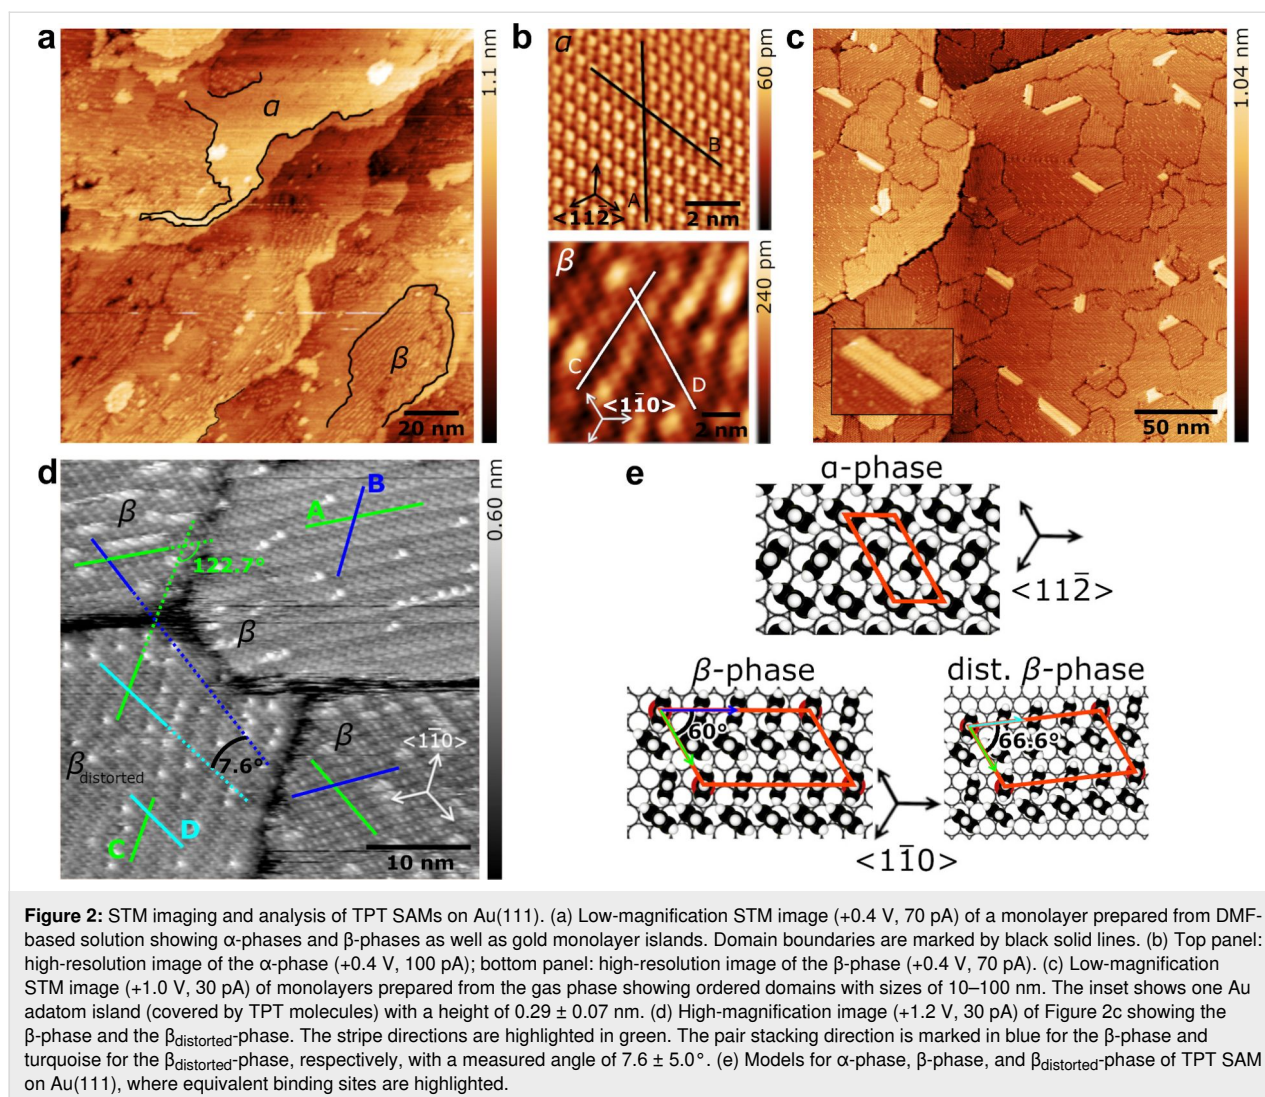 a
1.1 nm
α
β
20 nm
b
α
60 pm
B
A
<112̄>
2 nm
β
240 pm
C
D
<11̄0>
2 nm
c
1.04 nm
50 nm
d
0.60 nm
β
A
B
122.7°
β
β
<11̄0>
βdistorted
7.6°
C
D
10 nm
e
α-phase
<112̄>
β-phase
dist. β-phase
60°
66.6°
<11̄0>
Figure 2: STM imaging and analysis of TPT SAMs on Au(111). (a) Low-magnification STM image (+0.4 V, 70 pA) of a monolayer prepared from DMF-
based solution showing α-phases and β-phases as well as gold monolayer islands. Domain boundaries are marked by black solid lines. (b) Top panel:
high-resolution image of the α-phase (+0.4 V, 100 pA); bottom panel: high-resolution image of the β-phase (+0.4 V, 70 pA). (c) Low-magnification
STM image (+1.0 V, 30 pA) of monolayers prepared from the gas phase showing ordered domains with sizes of 10–100 nm. The inset shows one Au
adatom island (covered by TPT molecules) with a height of 0.29 ± 0.07 nm. (d) High-magnification image (+1.2 V, 30 pA) of Figure 2c showing the
β-phase and the βdistorted-phase. The stripe directions are highlighted in green. The pair stacking direction is marked in blue for the β-phase and
turquoise for the βdistorted-phase, respectively, with a measured angle of 7.6 ± 5.0°. (e) Models for α-phase, β-phase, and βdistorted-phase of TPT SAM
on Au(111), where equivalent binding sites are highlighted.